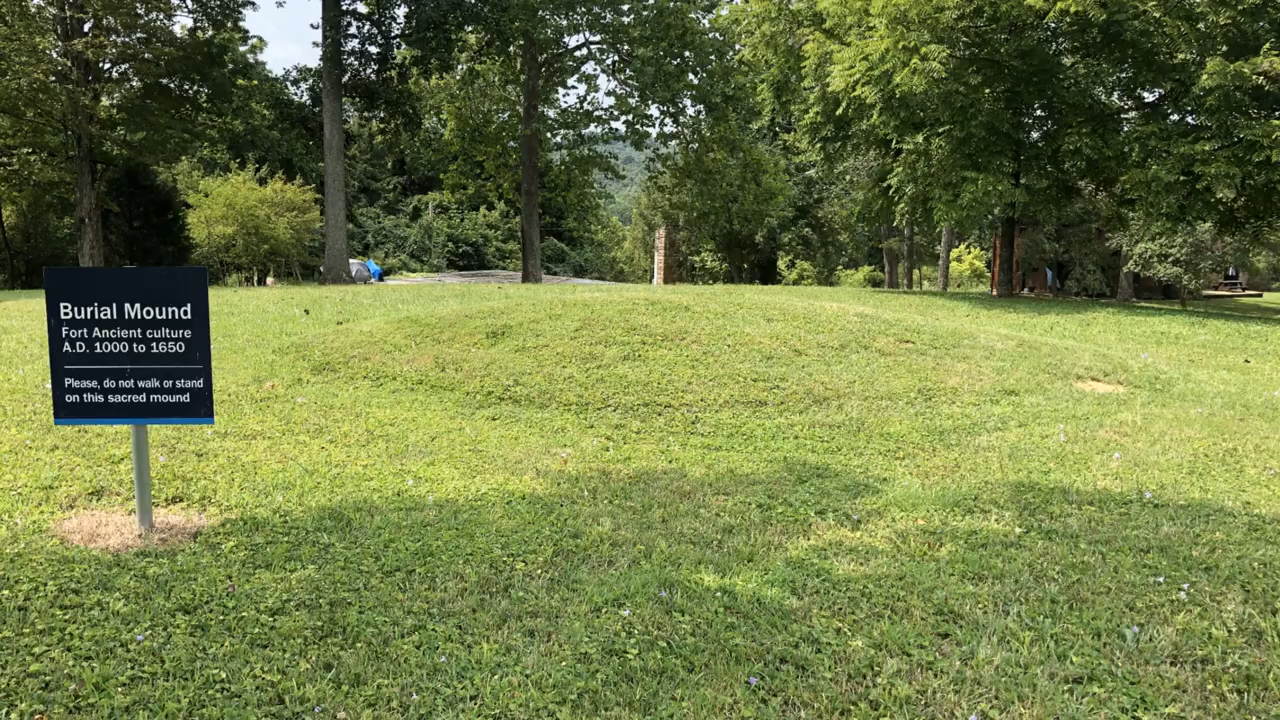 Burial Mound
Fort Ancient culture
A.D. 1000 to 1650
Please, do not walk or stand
on this sacred mound